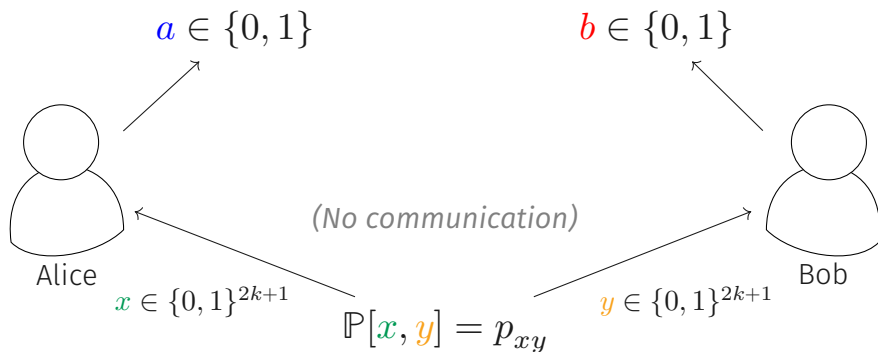 a ∈ {0, 1}
b ∈ {0, 1}
(No communication)
Alice
Bob
x ∈ {0, 1}^{2k+1}
y ∈ {0, 1}^{2k+1}
ℙ[x, y] = p_{xy}